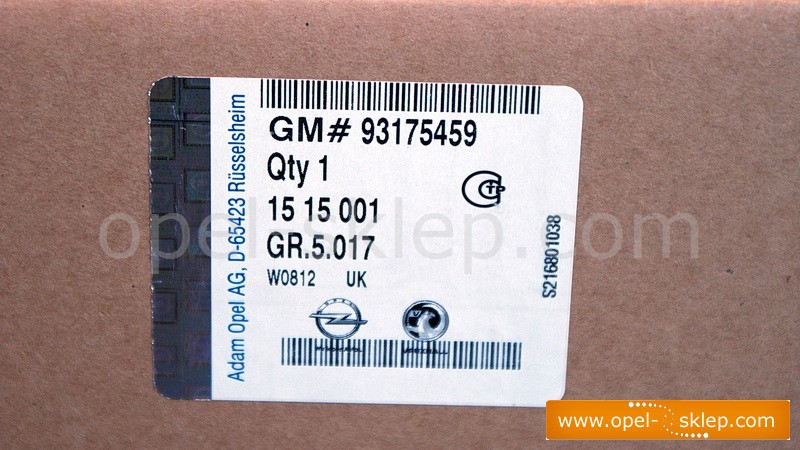 Adam Opel AG, D-65423 Rüsselsheim
GM# 93175459
Qty 1
15 15 001
GR.5.017
W0812 UK
S216801038
VAUXHALL
opel-sklep.com
www.opel-sklep.com